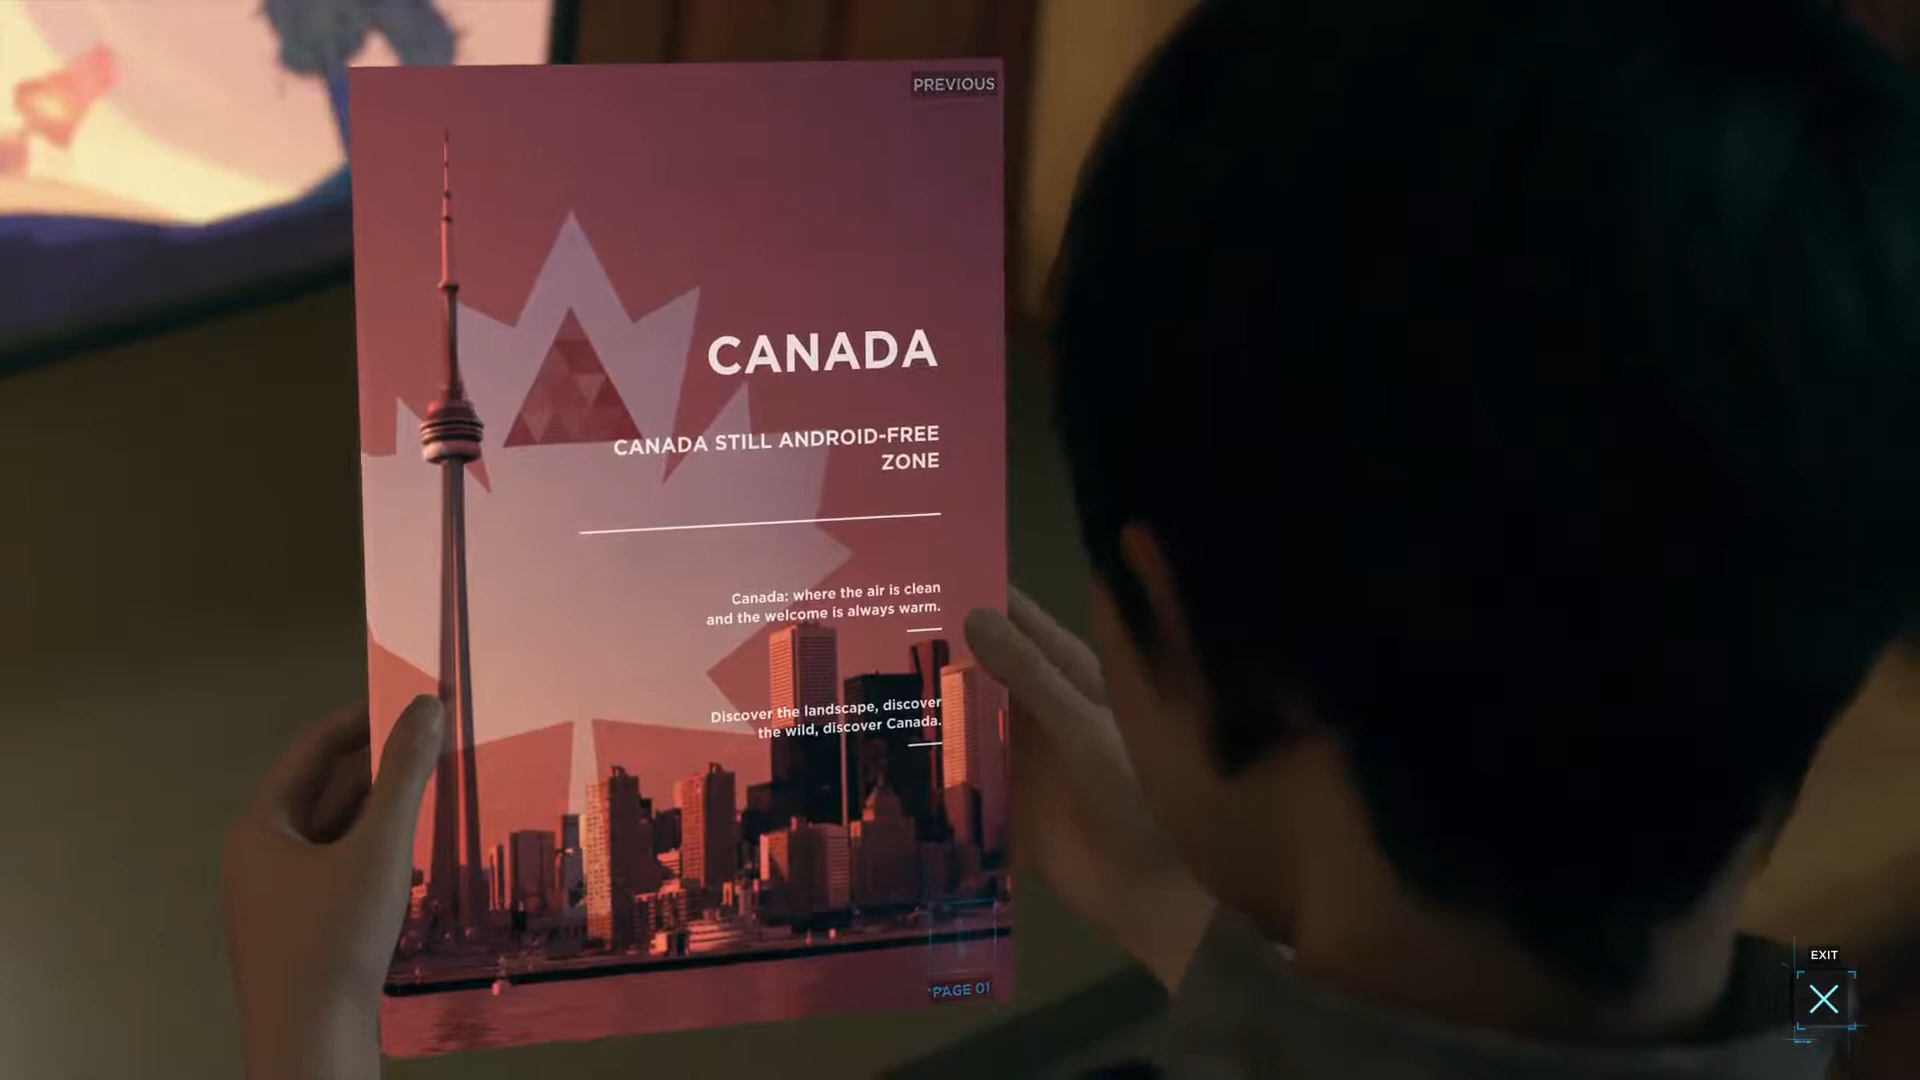 PREVIOUS
CANADA
CANADA STILL ANDROID-FREE
ZONE
Canada: where the air is clean
and the welcome is always warm.
Discover the landscape, discover
the wild, discover Canada.
PAGE 01
EXIT